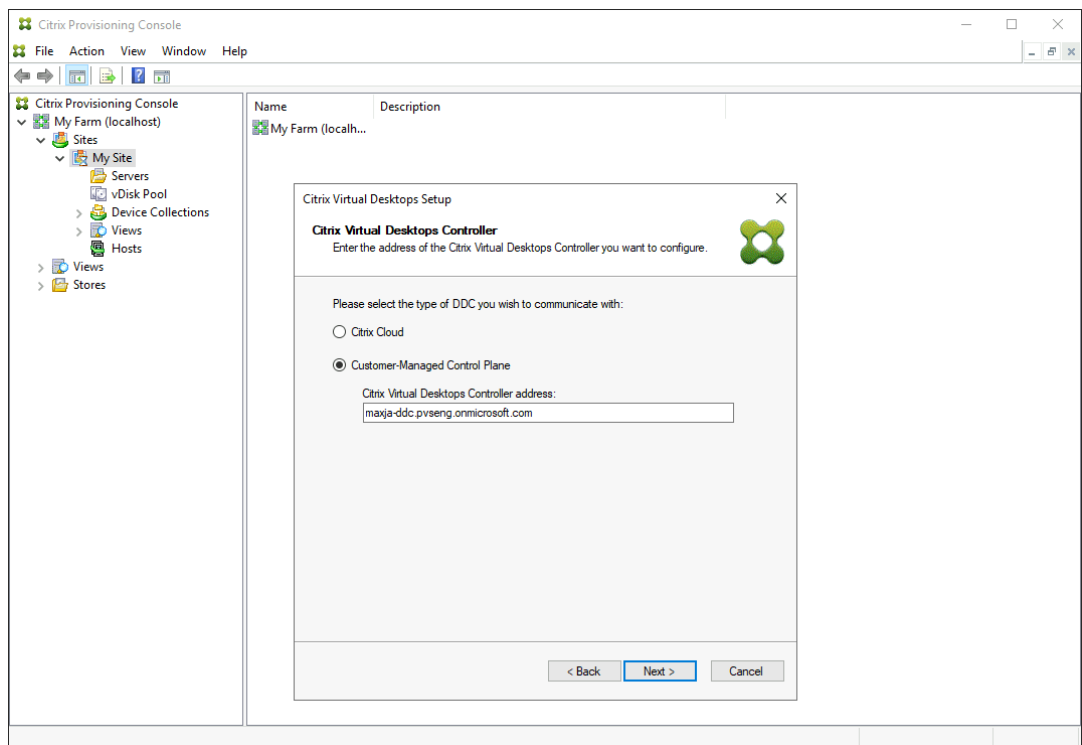 Citrix Provisioning Console
File Action View Window Help
Citrix Provisioning Console
My Farm (localhost)
Sites
My Site
Servers
vDisk Pool
Device Collections
Views
Hosts
Views
Stores
Name Description
My Farm (localh...
Citrix Virtual Desktops Setup
Citrix Virtual Desktops Controller
Enter the address of the Citrix Virtual Desktops Controller you want to configure.
Please select the type of DDC you wish to communicate with:
Citrix Cloud
Customer-Managed Control Plane
Citrix Virtual Desktops Controller address:
maxja-ddc.pvseng.onmicrosoft.com
< Back Next > Cancel